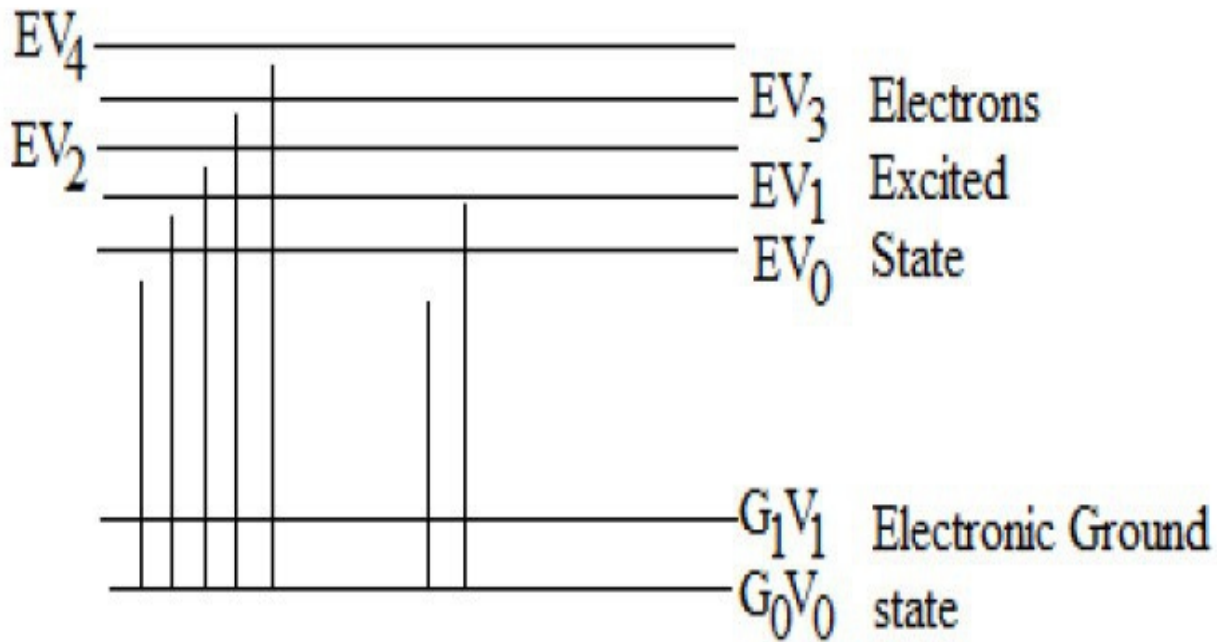 EV₄
EV₃ Electrons
EV₂
EV₁ Excited
EV₀ State
G₁V₁ Electronic Ground
G₀V₀ state